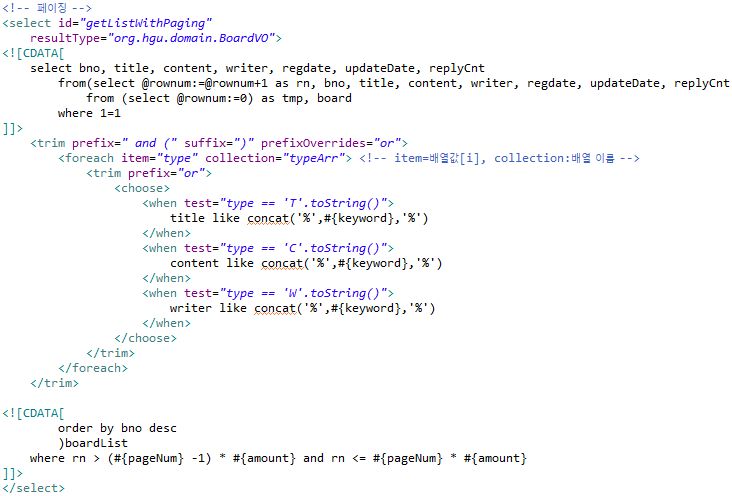 <!-- 페이징 -->
<select id="getListWithPaging"
resultType="org.hgu.domain.BoardVO">
<![CDATA[
select bno, title, content, writer, regdate, updateDate, replyCnt
from(select @rownum:=@rownum+1 as rn, bno, title, content, writer, regdate, updateDate, replyCnt
from (select @rownum:=0) as tmp, board
where 1=1
]]>
<trim prefix=" and (" suffix=")" prefixOverrides="or">
<foreach item="type" collection="typeArr"> <!-- item=배열값[i], collection:배열 이름 -->
<trim prefix="or">
<choose>
<when test="type == 'T'.toString()">
title like concat('%',#{keyword},'%')
</when>
<when test="type == 'C'.toString()">
content like concat('%',#{keyword},'%')
</when>
<when test="type == 'W'.toString()">
writer like concat('%',#{keyword},'%')
</when>
</choose>
</trim>
</foreach>
</trim>
<![CDATA[
order by bno desc
)boardList
where rn > (#{pageNum} -1) * #{amount} and rn <= #{pageNum} * #{amount}
]]>
</select>